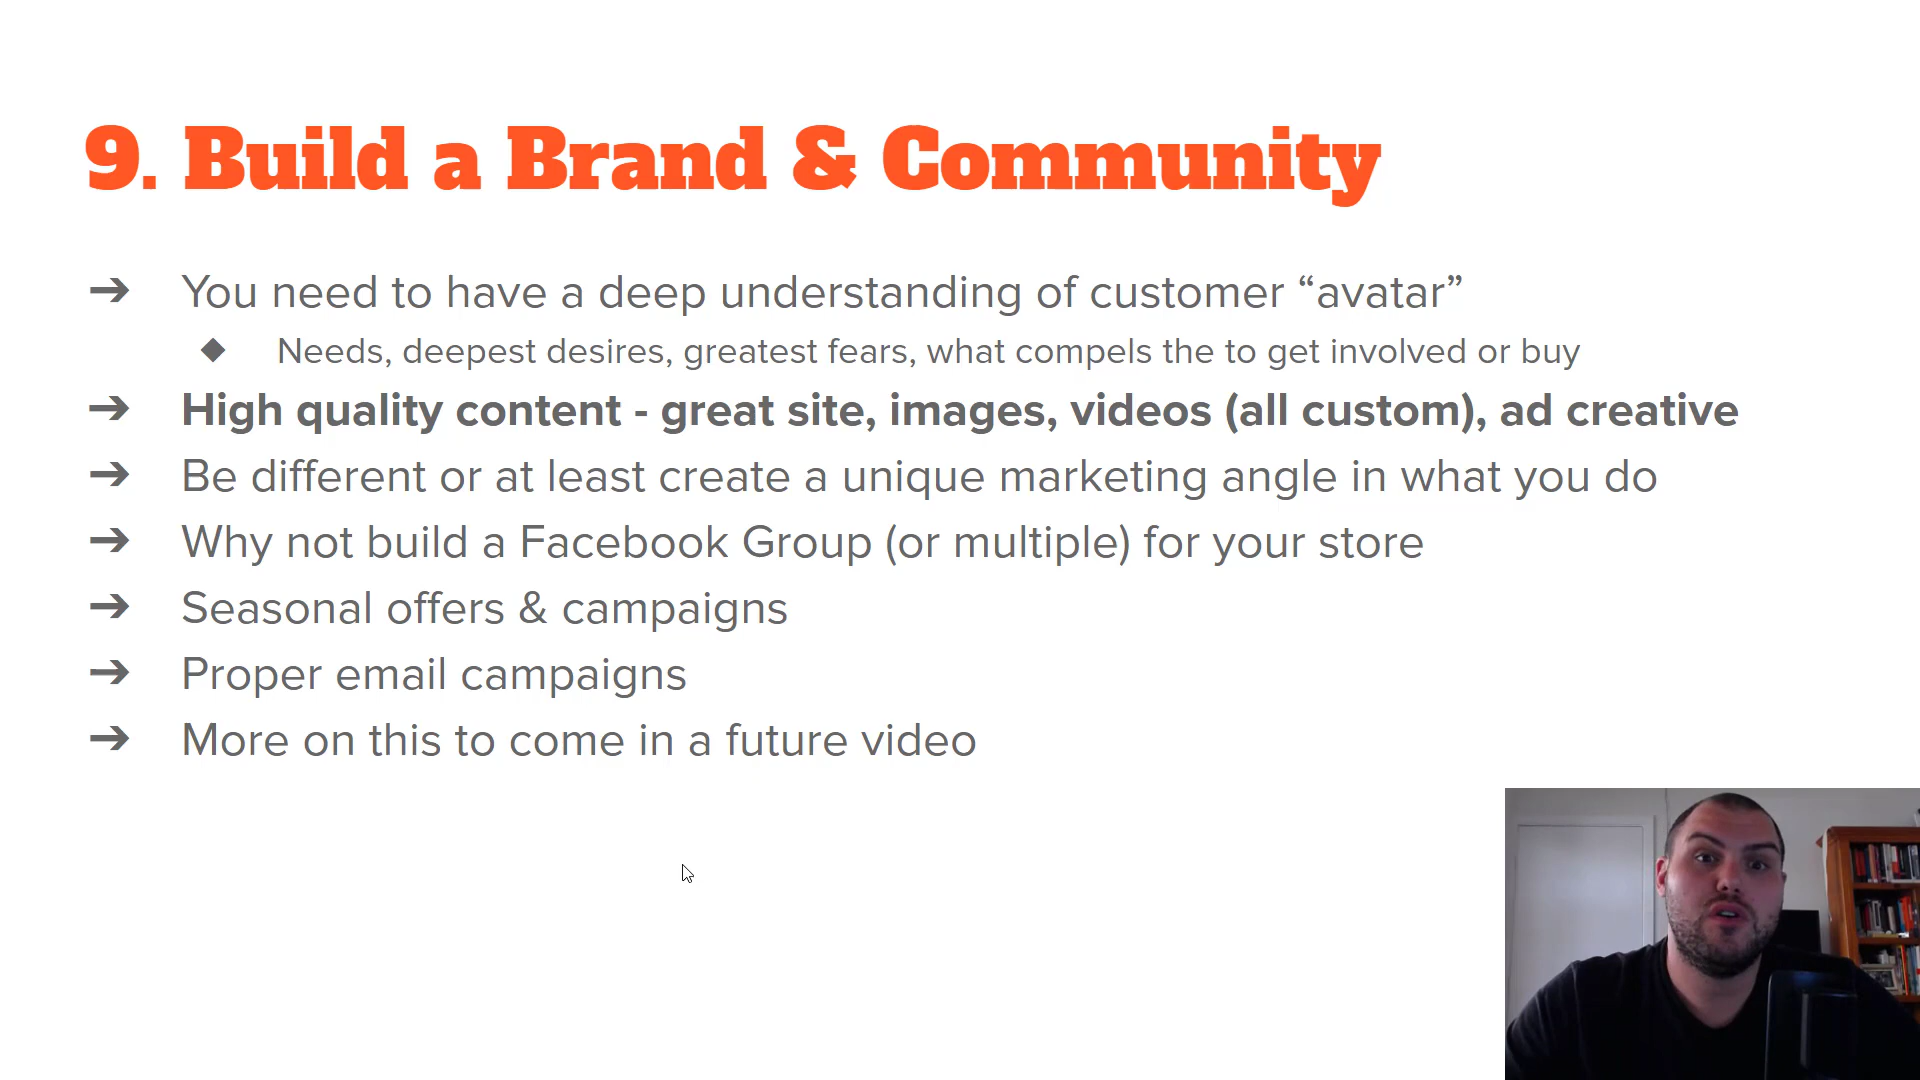 9. Build a Brand & Community
➔ You need to have a deep understanding of customer “avatar”
◆ Needs, deepest desires, greatest fears, what compels the to get involved or buy
➔ High quality content - great site, images, videos (all custom), ad creative
➔ Be different or at least create a unique marketing angle in what you do
➔ Why not build a Facebook Group (or multiple) for your store
➔ Seasonal offers & campaigns
➔ Proper email campaigns
➔ More on this to come in a future video